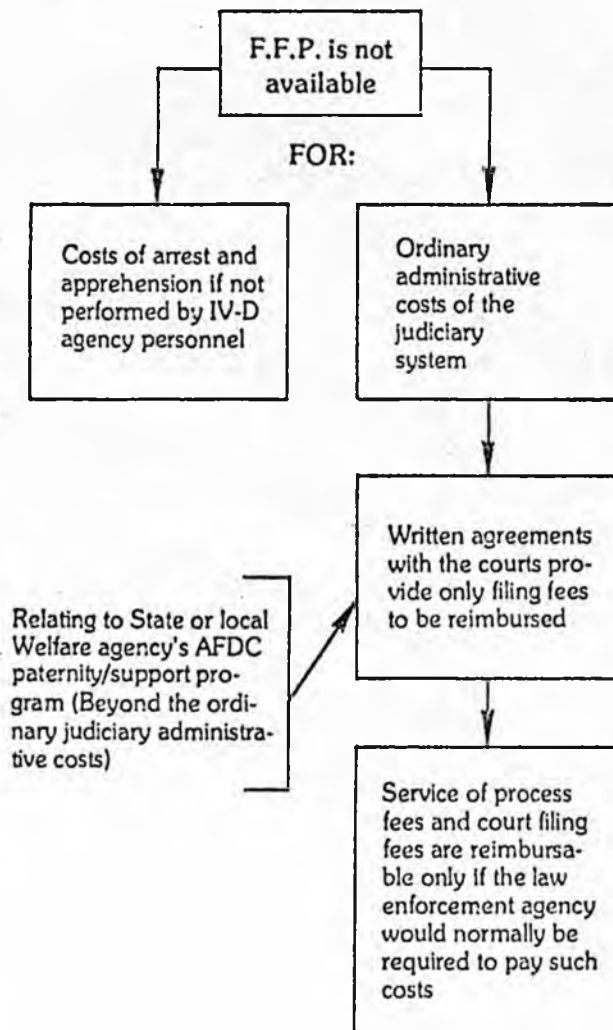 F.F.P. is not
available
FOR:
Costs of arrest and
apprehension if not
performed by IV-D
agency personnel
Ordinary
administrative
costs of the
judiciary
system
Written agreements
with the courts pro-
vide only filing fees
to be reimbursed
Relating to State or local
Welfare agency's AFDC
paternity/support pro-
gram (Beyond the ordi-
nary judiciary administra-
tive costs)
Service of process
fees and court filing
fees are reimbursa-
ble only if the law
enforcement agency
would normally be
required to pay such
costs